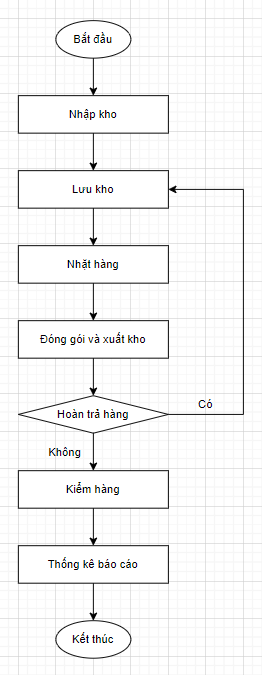 Bắt đầu
Nhập kho
Lưu kho
Nhặt hàng
Đóng gói và xuất kho
Hoàn trả hàng
Có
Không
Kiểm hàng
Thống kê báo cáo
Kết thúc